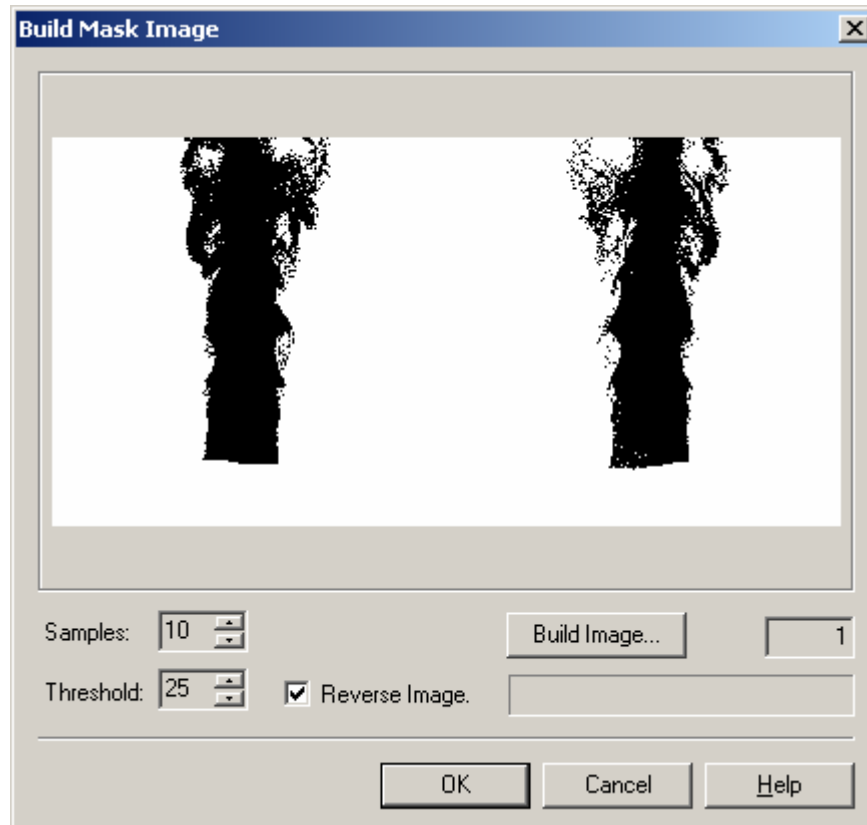 Build Mask Image
Samples: 10
Build Image...
1
Threshold: 25
Reverse Image.
OK
Cancel
Help